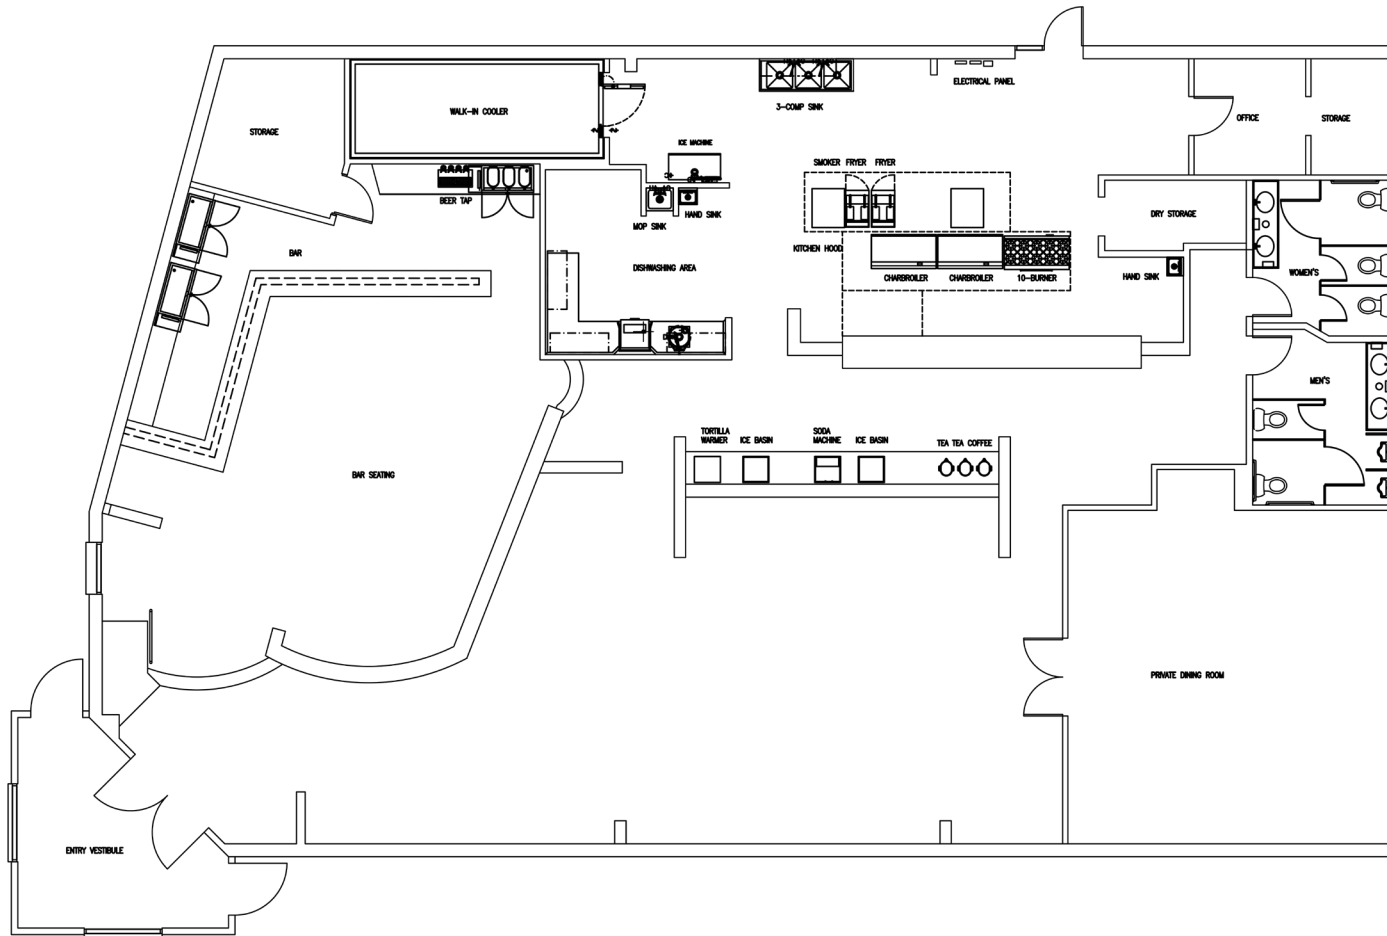 ELECTRICAL PANEL
WALK-IN COOLER
3-COMP SINK
OFFICE
STORAGE
STORAGE
ICE MACHINE
SMOKER FRYER FRYER
BEER TAP
HAND SINK
MOP SINK
DRY STORAGE
BAR
KITCHEN HOOD
DISHWASHING AREA
CHARBROILER
CHARBROILER
10-BURNER
HAND SINK
WOMEN'S
MEN'S
TORTILLA
WARMER
ICE BASIN
SODA
MACHINE
ICE BASIN
TEA TEA COFFEE
BAR SEATING
PRIVATE DINING ROOM
ENTRY VESTIBULE